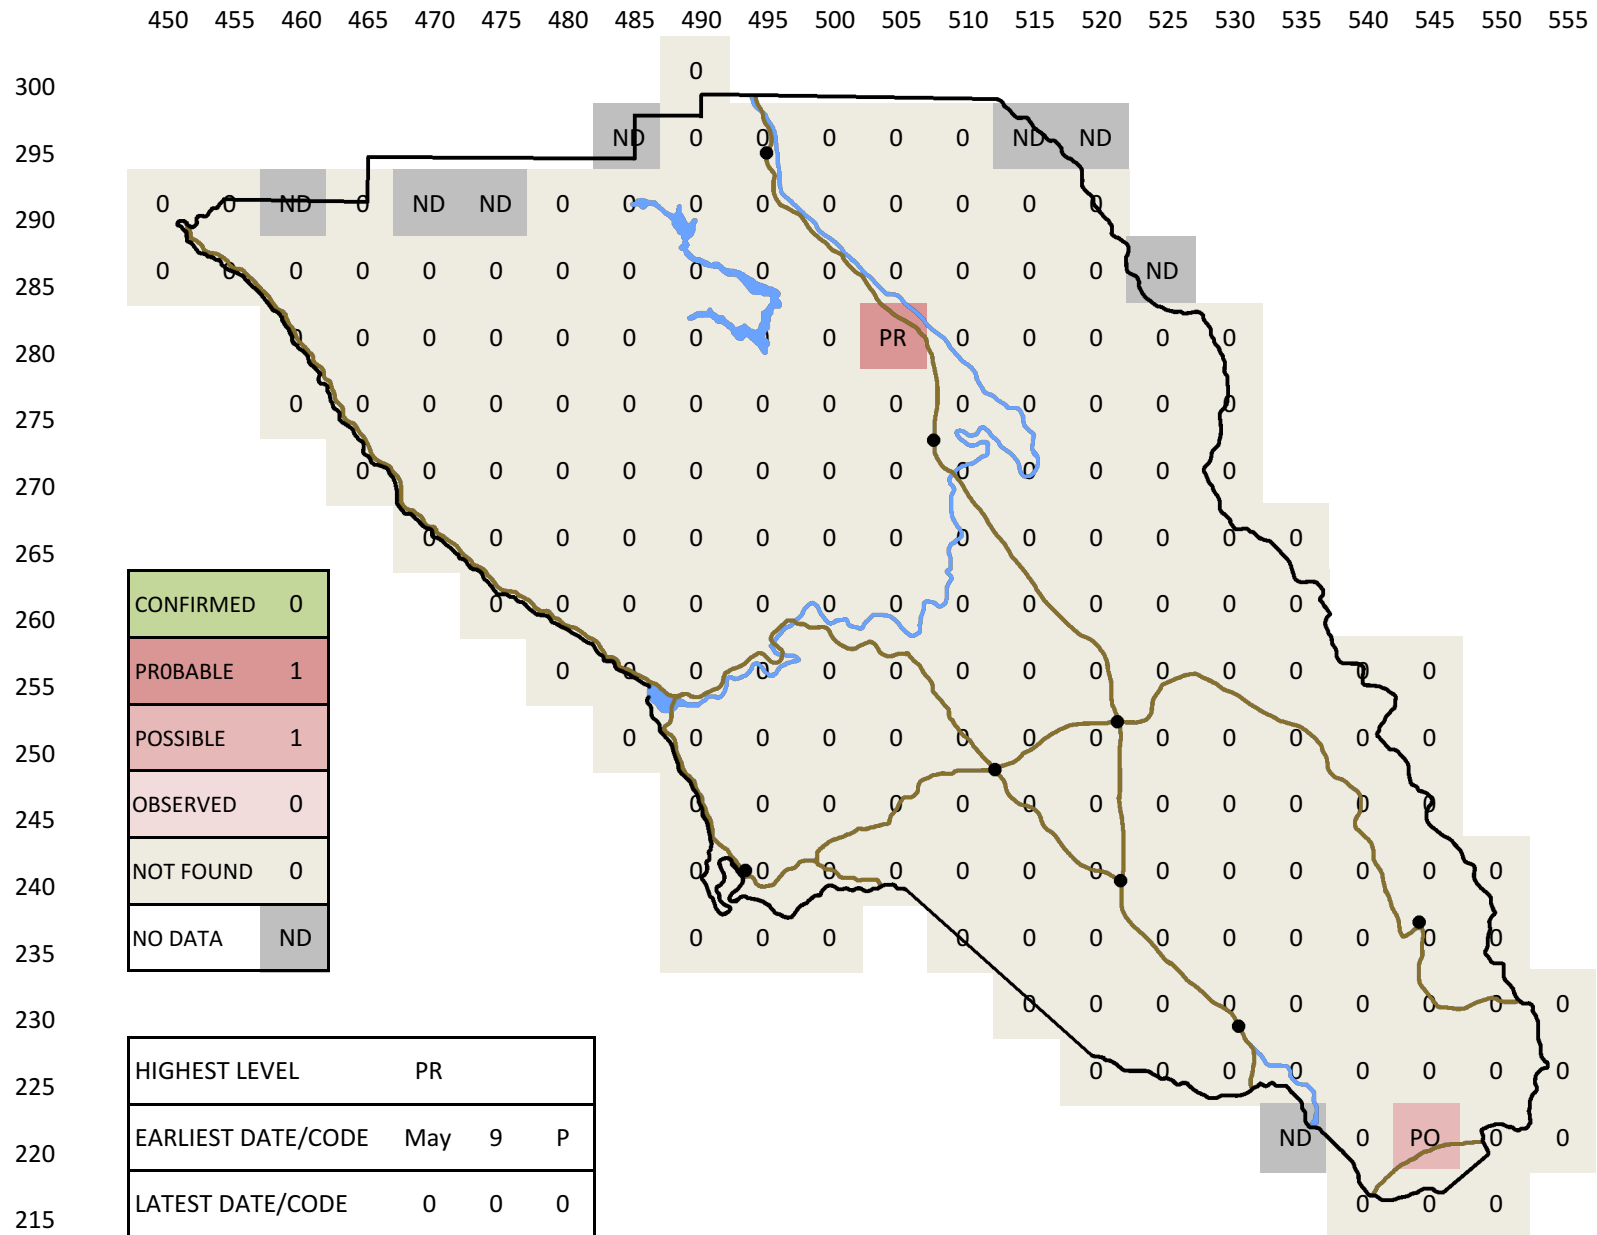 450 455 460 465 470 475 480 485 490 495 500 505 510 515 520 525 530 535 540 545 550 555
300 0
295 ND 0 0 0 0 0 ND ND
290 0 0 ND 0 ND ND 0 0 0 0 0 0 0 0 0
285 0 0 0 0 0 0 0 0 0 0 0 0 0 0 0 ND
280 0 0 0 0 0 0 0 0 0 PR 0 0 0 0 0
275 0 0 0 0 0 0 0 0 0 0 0 0 0 0 0
270 0 0 0 0 0 0 0 0 0 0 0 0 0 0
265 0 0 0 0 0 0 0 0 0 0 0 0 0 0
260 CONFIRMED 0 0 0 0 0 0 0 0 0 0 0 0 0 0
255 PR0BABLE 1 0 0 0 0 0 0 0 0 0 0 0 0 0 0
250 POSSIBLE 1 0 0 0 0 0 0 0 0 0 0 0 0 0
245 OBSERVED 0 0 0 0 0 0 0 0 0 0 0 0 0
240 NOT FOUND 0 0 0 0 0 0 0 0 0 0 0 0 0 0
235 NO DATA ND 0 0 0 0 0 0 0 0 0 0 0 0
230 0 0 0 0 0 0 0 0 0
225 HIGHEST LEVEL PR 0 0 0 0 0 0 0 0
220 EARLIEST DATE/CODE May 9 P ND 0 PO 0 0
215 LATEST DATE/CODE 0 0 0 0 0 0